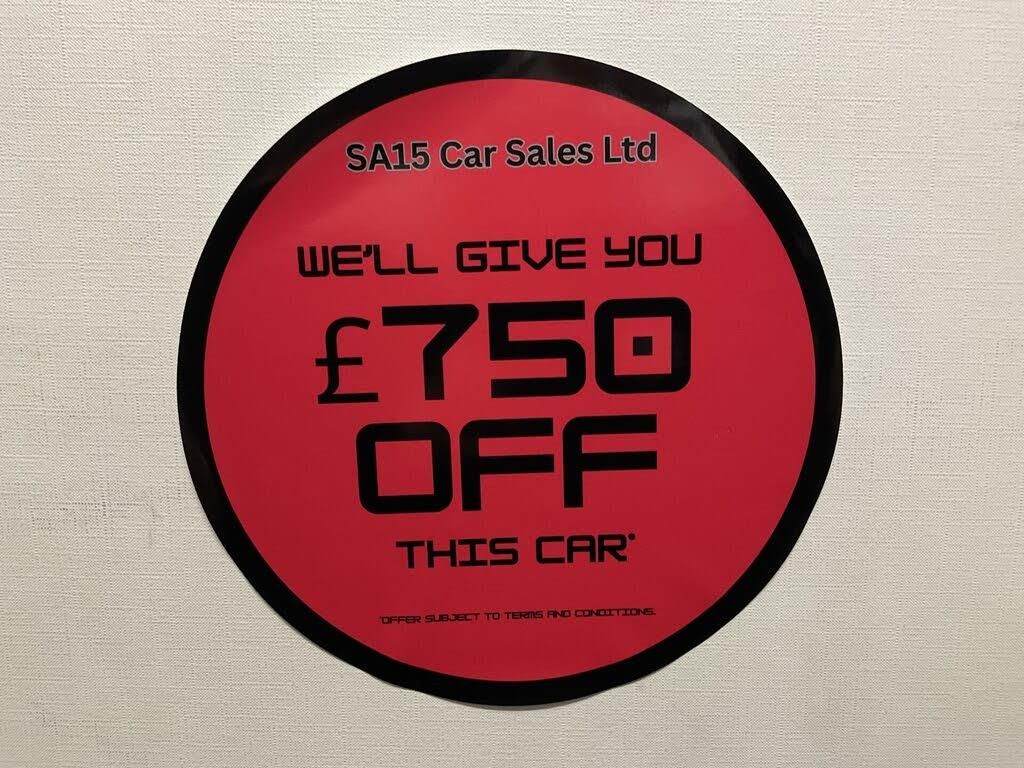 SA15 Car Sales Ltd
WE'LL GIVE YOU
£750
OFF
THIS CAR*
*OFFER SUBJECT TO TERMS AND CONDITIONS.